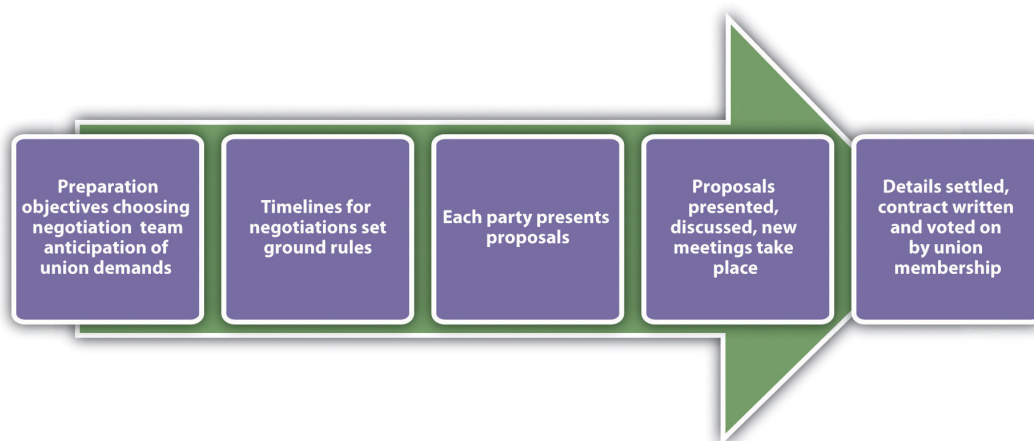 Preparation
objectives choosing
negotiation team
anticipation of
union demands
Timelines for
negotiations set
ground rules
Each party presents
proposals
Proposals
presented,
discussed, new
meetings take
place
Details settled,
contract written
and voted on
by union
membership